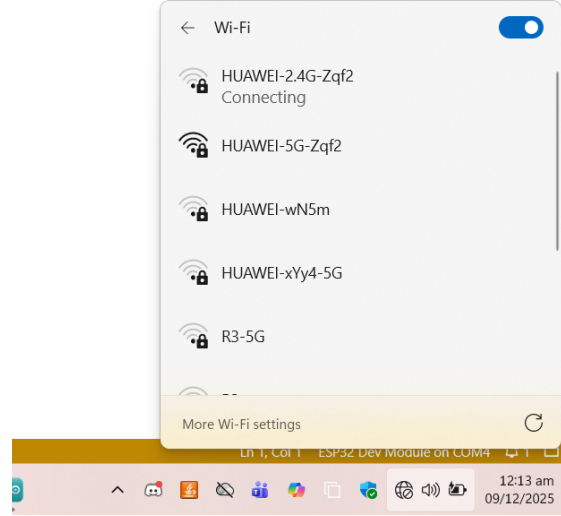 Wi-Fi
HUAWEI-2.4G-Zqf2
Connecting
HUAWEI-5G-Zqf2
HUAWEI-wN5m
HUAWEI-xYy4-5G
R3-5G
More Wi-Fi settings
Ln 1, Col 1 ESP32 Dev Module on COM4 1
12:13 am
09/12/2025